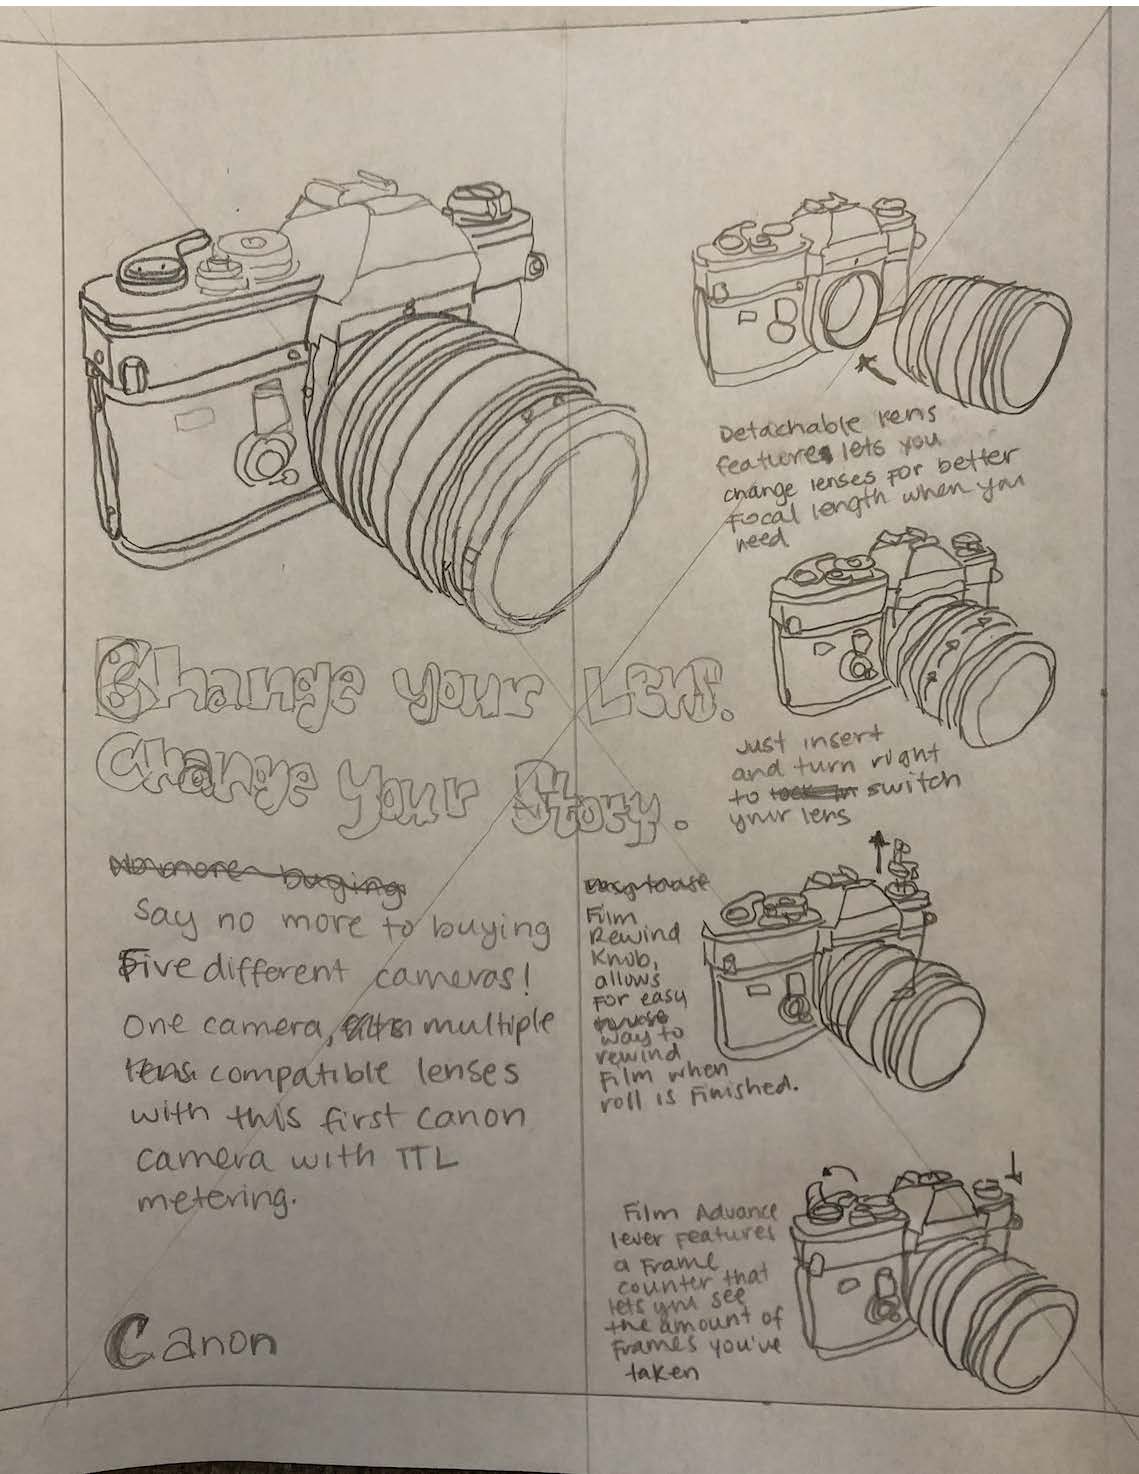 Change your Lens.
Change Your Story.
No more buying
Say no more to buying
Five different cameras!
one camera, multiple
lens compatible lenses
with this first Canon
camera with TTL
metering.
Canon
Detachable lens
features lets you
change lenses for better
focal length when you
need
Just insert
and turn right
to lock in switch
your lens
easy to use
Film
Rewind
Knob,
allows
for easy
to use
way to
rewind
Film when
roll is finished.
Film Advance
lever features
a Frame
counter that
lets you see
the amount of
Frames you've
taken